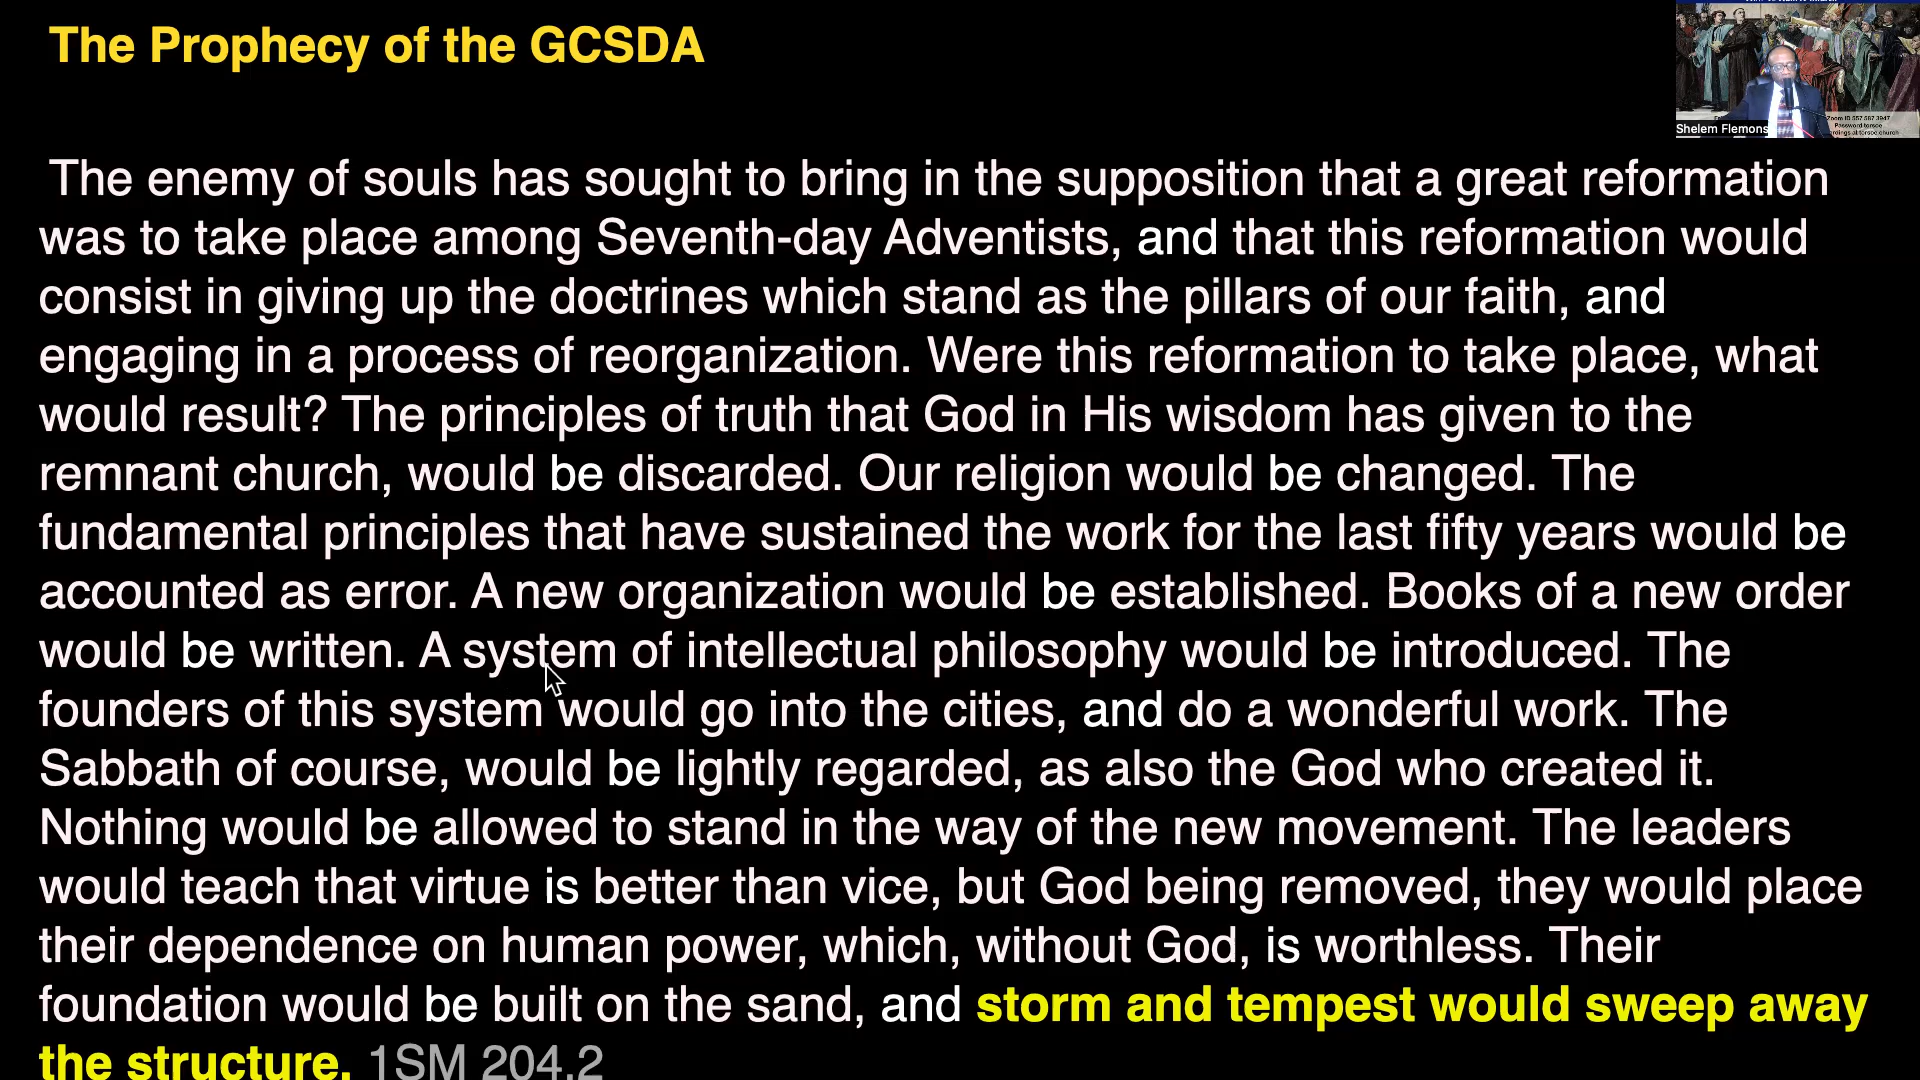 The Prophecy of the GCSDA
Shelem Flemons
Zoom ID 557 587 3947
Password torsoe
The enemy of souls has sought to bring in the supposition that a great reformation
was to take place among Seventh-day Adventists, and that this reformation would
consist in giving up the doctrines which stand as the pillars of our faith, and
engaging in a process of reorganization. Were this reformation to take place, what
would result? The principles of truth that God in His wisdom has given to the
remnant church, would be discarded. Our religion would be changed. The
fundamental principles that have sustained the work for the last fifty years would be
accounted as error. A new organization would be established. Books of a new order
would be written. A system of intellectual philosophy would be introduced. The
founders of this system would go into the cities, and do a wonderful work. The
Sabbath of course, would be lightly regarded, as also the God who created it.
Nothing would be allowed to stand in the way of the new movement. The leaders
would teach that virtue is better than vice, but God being removed, they would place
their dependence on human power, which, without God, is worthless. Their
foundation would be built on the sand, and storm and tempest would sweep away
the structure. 1SM 204.2